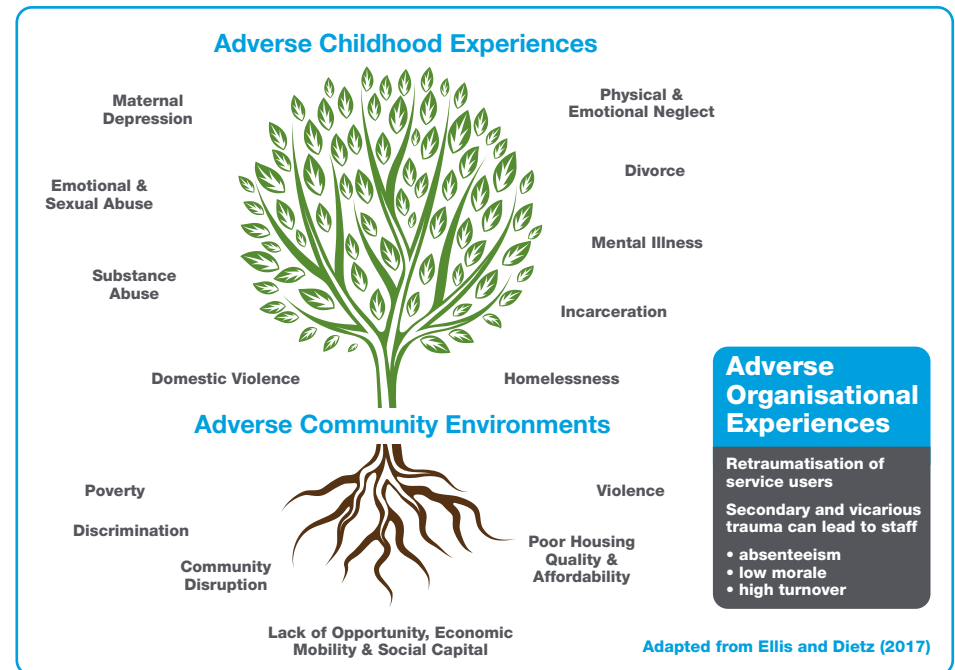 Adverse Childhood Experiences
Maternal
Depression
Physical &
Emotional Neglect
Divorce
Emotional &
Sexual Abuse
Mental Illness
Substance
Abuse
Incarceration
Domestic Violence
Homelessness
Adverse Community Environments
Poverty
Violence
Discrimination
Poor Housing
Quality &
Affordability
Community
Disruption
Lack of Opportunity, Economic
Mobility & Social Capital
Adverse
Organisational
Experiences
Retraumatisation of
service users
Secondary and vicarious
trauma can lead to staff
• absenteeism
• low morale
• high turnover
Adapted from Ellis and Dietz (2017)